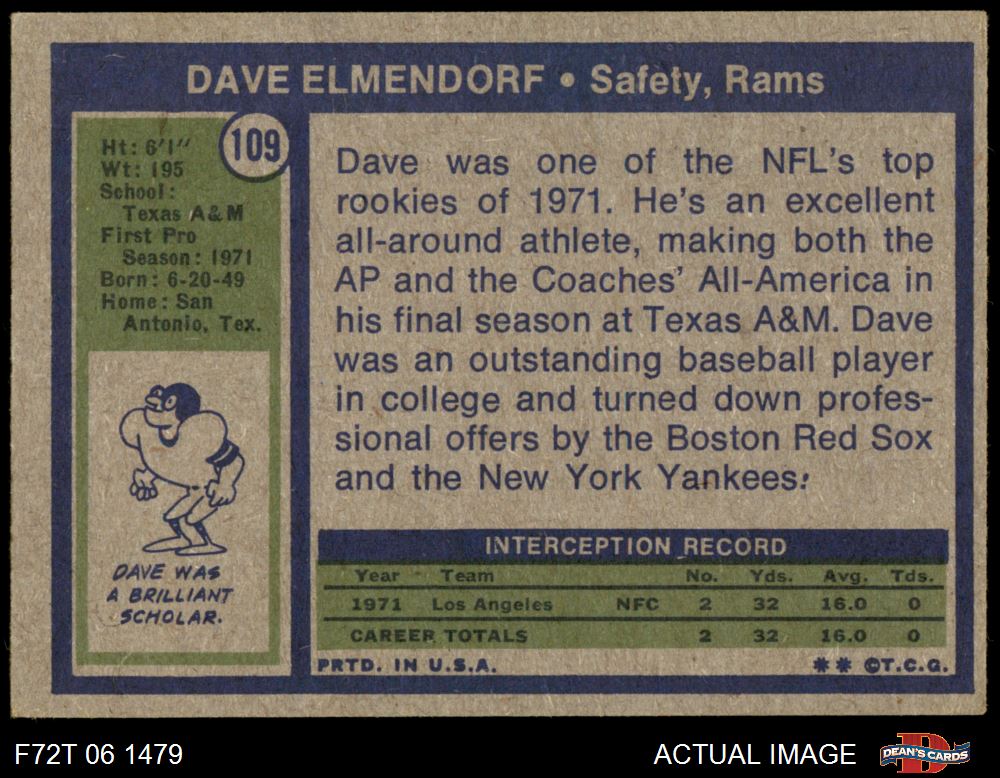 DAVE ELMENDORF • Safety, Rams
109
Ht: 6'1"
Wt: 195
School:
Texas A&M
First Pro
Season: 1971
Born: 6-20-49
Home: San
Antonio, Tex.
DAVE WAS
A BRILLIANT
SCHOLAR.
Dave was one of the NFL's top
rookies of 1971. He's an excellent
all-around athlete, making both the
AP and the Coaches' All-America in
his final season at Texas A&M. Dave
was an outstanding baseball player
in college and turned down profes-
sional offers by the Boston Red Sox
and the New York Yankees.
INTERCEPTION RECORD
Year Team No. Yds. Avg. Tds.
1971 Los Angeles NFC 2 32 16.0 0
CAREER TOTALS 2 32 16.0 0
PRTD. IN U.S.A. ** ©T.C.G.
F72T 06 1479 ACTUAL IMAGE D DEAN'S CARDS